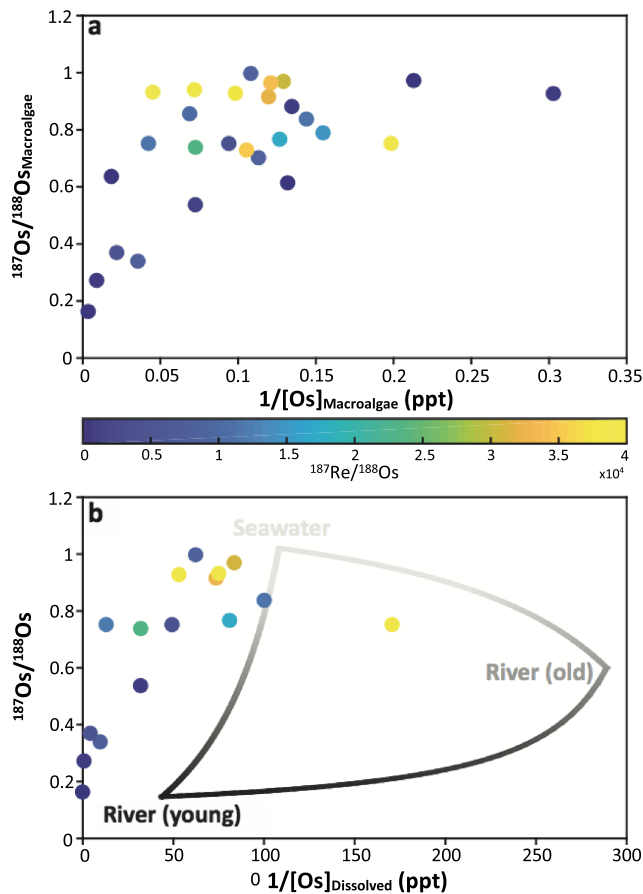 a
1.2
1
0.8
0.6
0.4
0.2
0
187Os/188OsMacroalgae
0 0.05 0.1 0.15 0.2 0.25 0.3 0.35
1/[Os]Macroalgae (ppt)
0 0.5 1 1.5 2 2.5 3 3.5 4
187Re/188Os
x10⁴
b
1.2
1
0.8
0.6
0.4
0.2
0
187Os/188Os
Seawater
River (old)
River (young)
0 50 100 150 200 250 300
0 1/[Os]Dissolved (ppt)